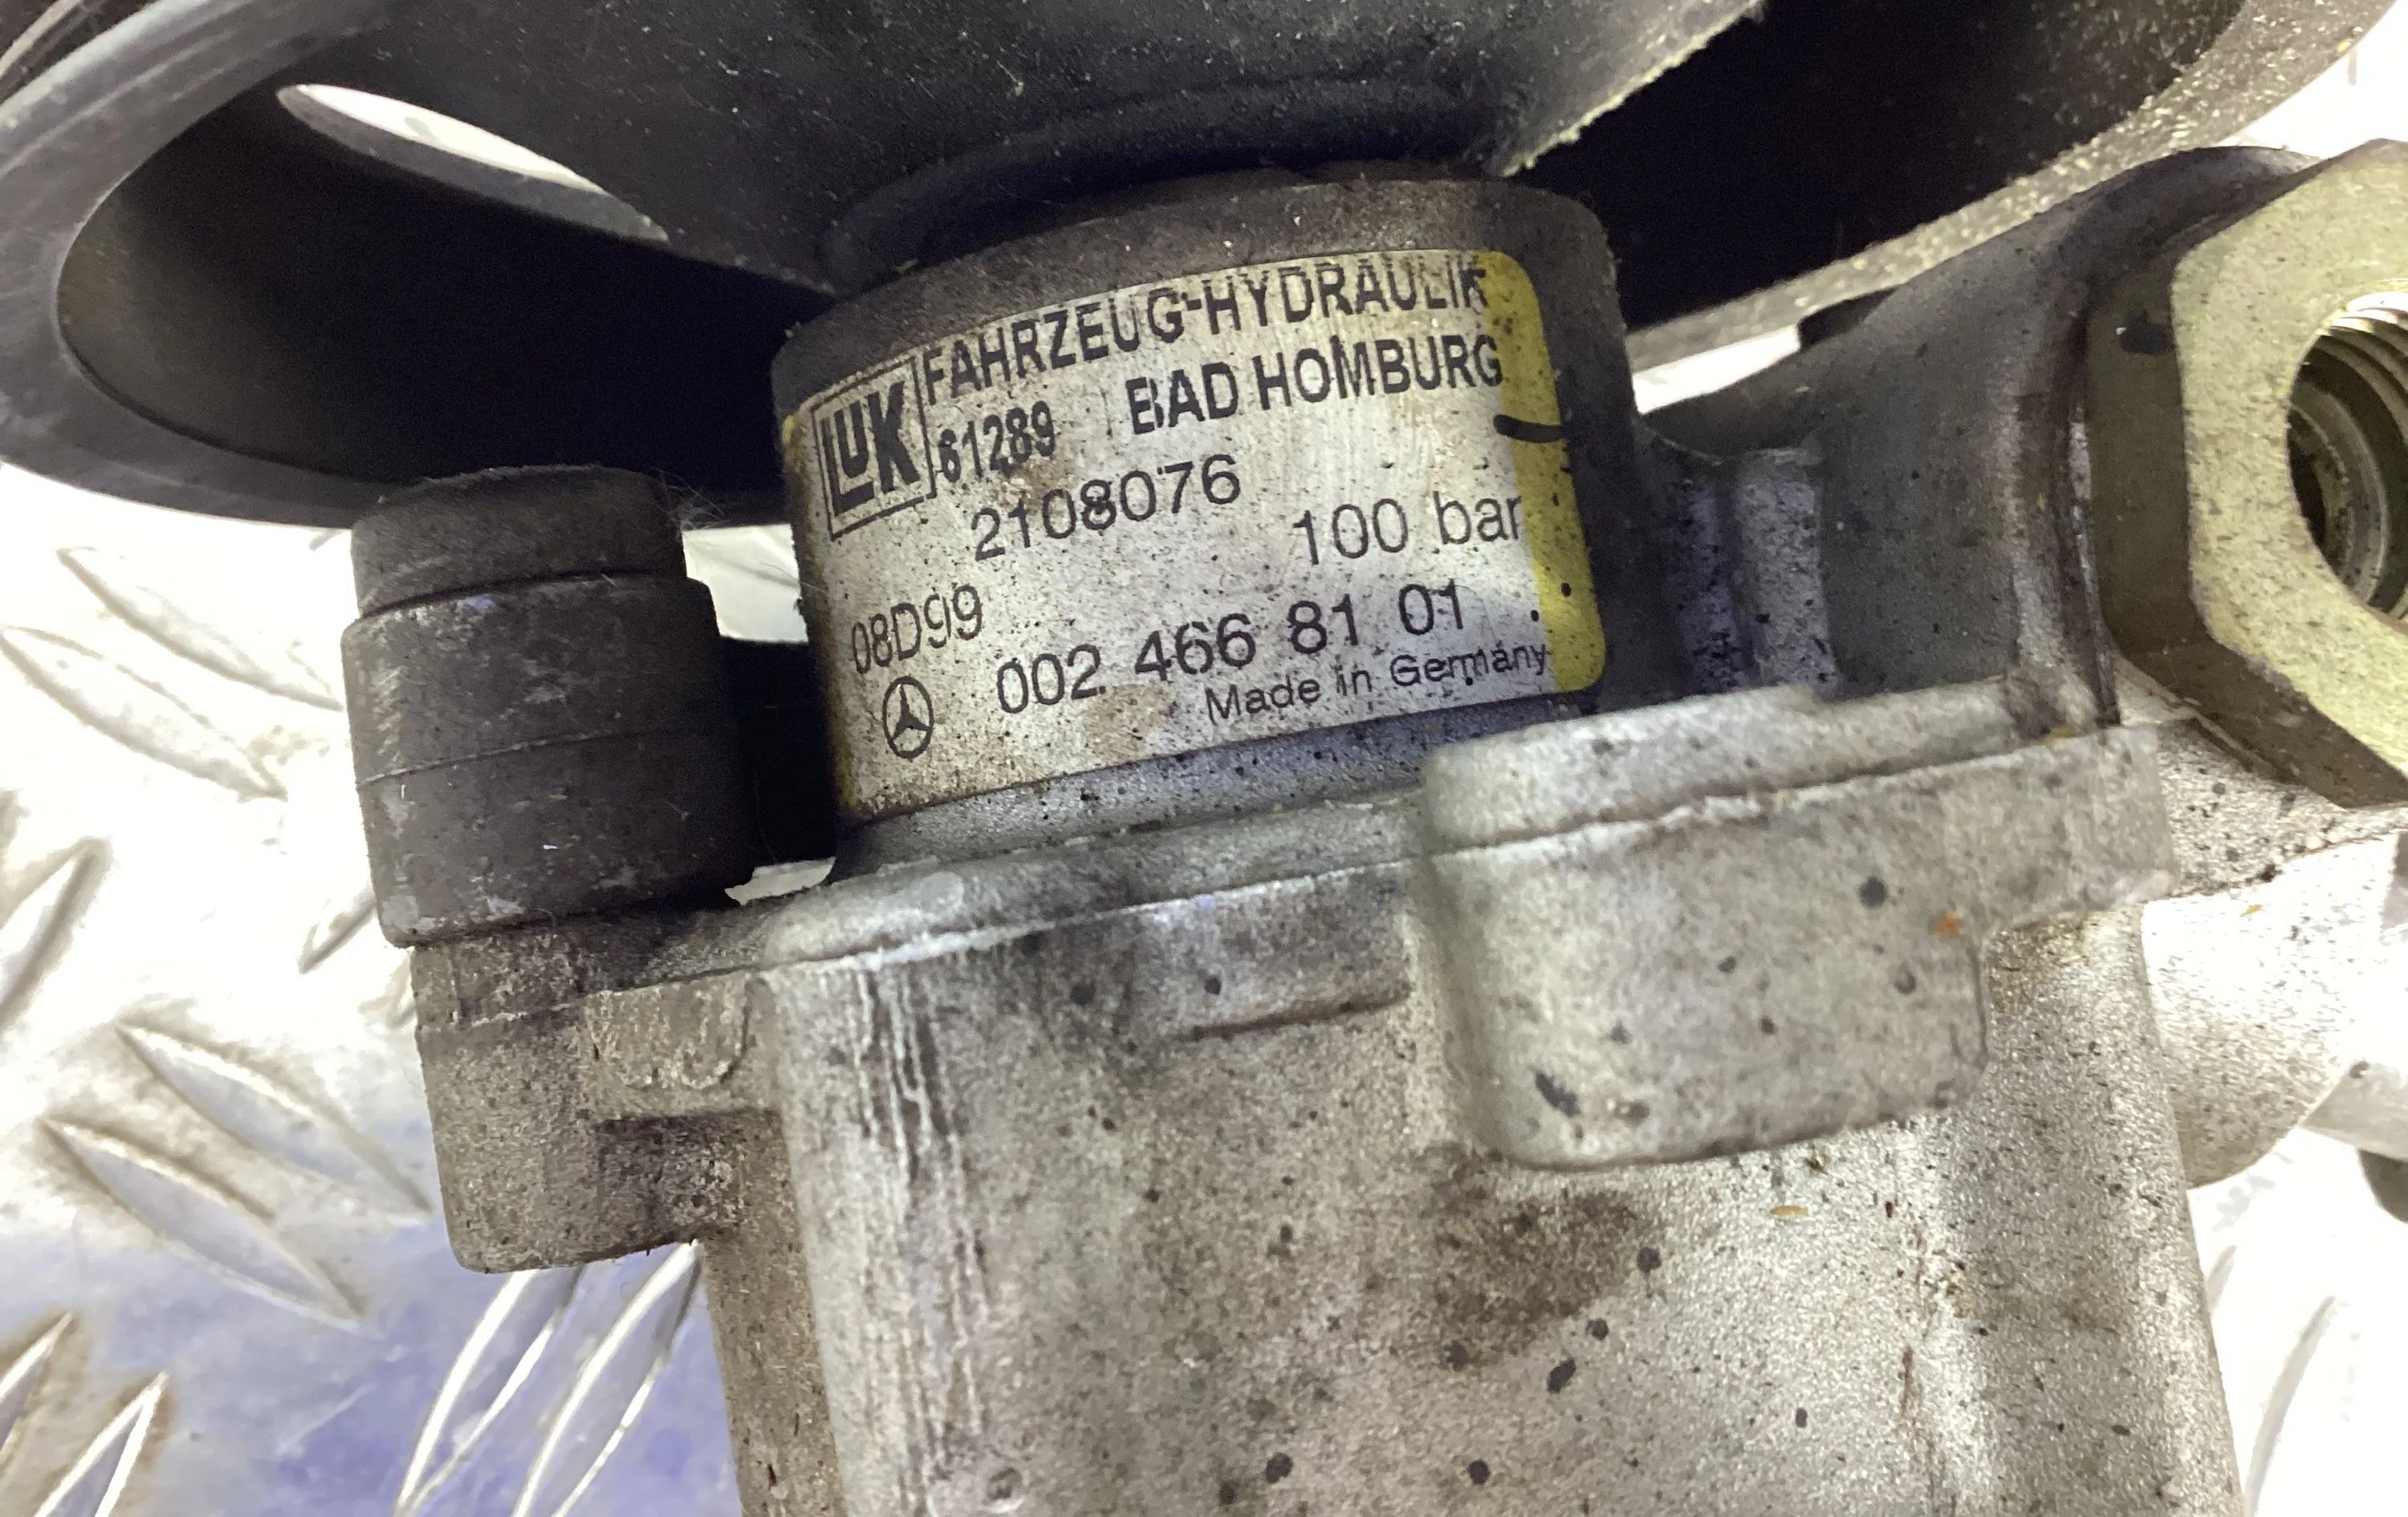 LUK FAHRZEUG-HYDRAULIK
61289 BAD HOMBURG
2108076
100 bar
08D99
002 466 81 01
Made in Germany